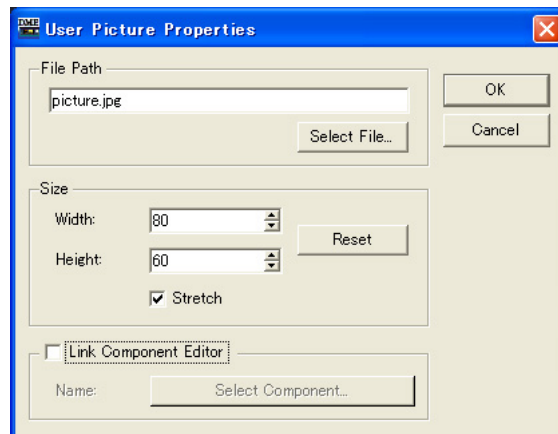 DME
User Picture Properties
File Path
picture.jpg
Select File...
OK
Cancel
Size
Width: 80
Height: 60
Reset
Stretch
Link Component Editor
Name: Select Component...